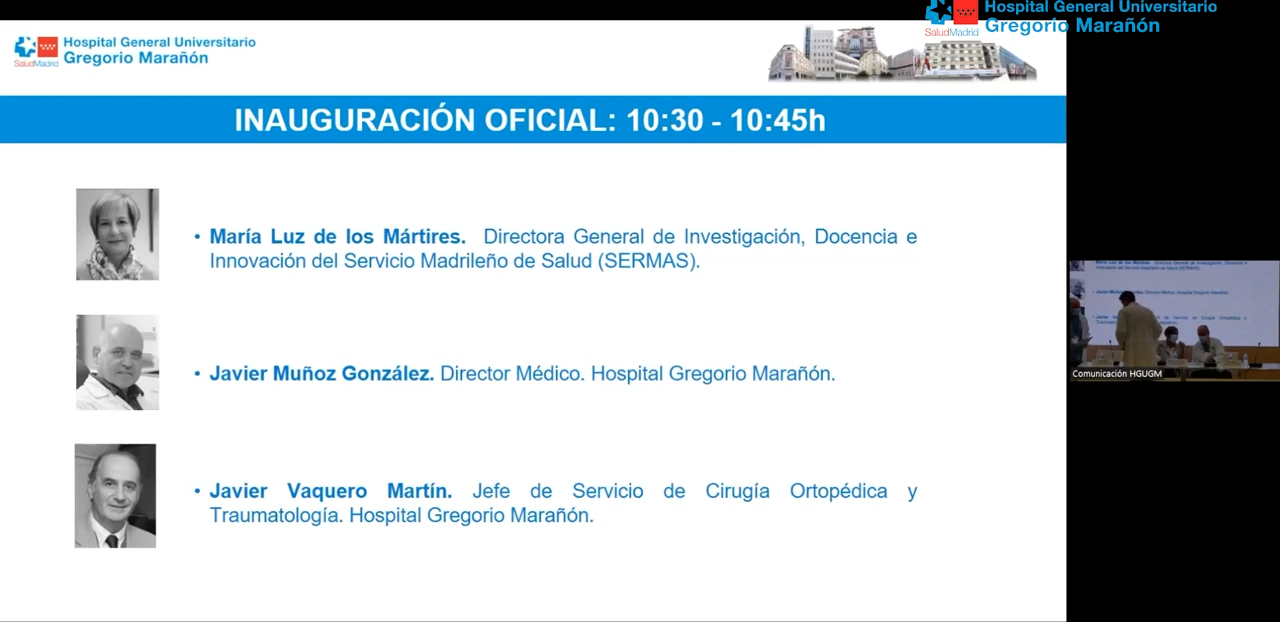 Hospital General Universitario
Gregorio Marañón
SaludMadrid
Hospital General Universitario
Gregorio Marañón
SaludMadrid
INAUGURACIÓN OFICIAL: 10:30 - 10:45h
• María Luz de los Mártires. Directora General de Investigación, Docencia e
Innovación del Servicio Madrileño de Salud (SERMAS).
• Javier Muñoz González. Director Médico. Hospital Gregorio Marañón.
• Javier Vaquero Martín. Jefe de Servicio de Cirugía Ortopédica y
Traumatología. Hospital Gregorio Marañón.
Comunicación HGUGM